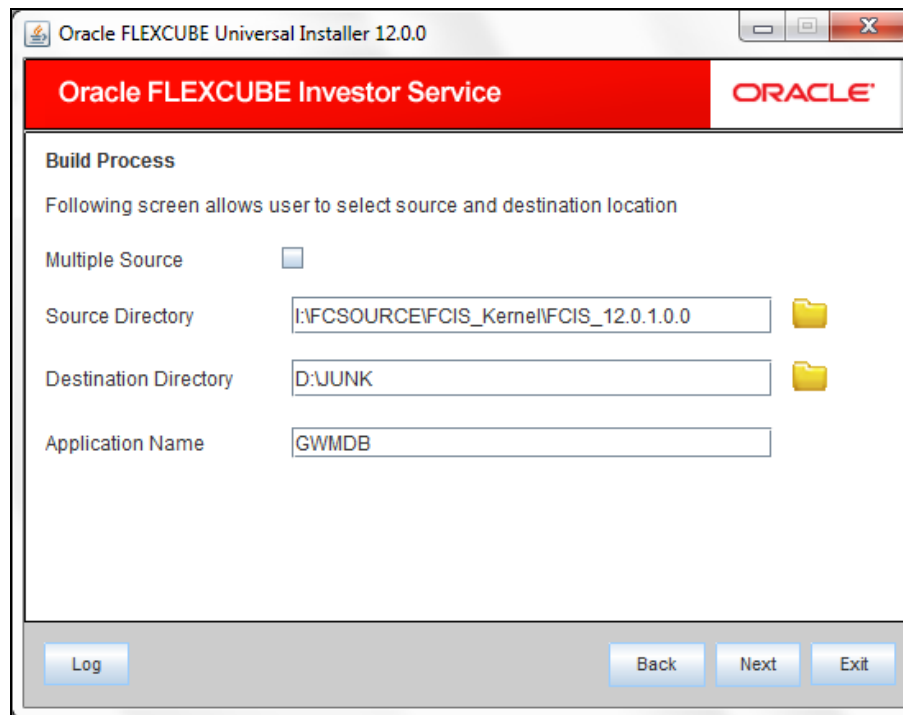 Oracle FLEXCUBE Universal Installer 12.0.0
Oracle FLEXCUBE Investor Service
ORACLE
Build Process
Following screen allows user to select source and destination location
Multiple Source
Source Directory I:\FCSOURCE\FCIS_Kernel\FCIS_12.0.1.0.0
Destination Directory D:\JUNK
Application Name GWMDB
Log Back Next Exit